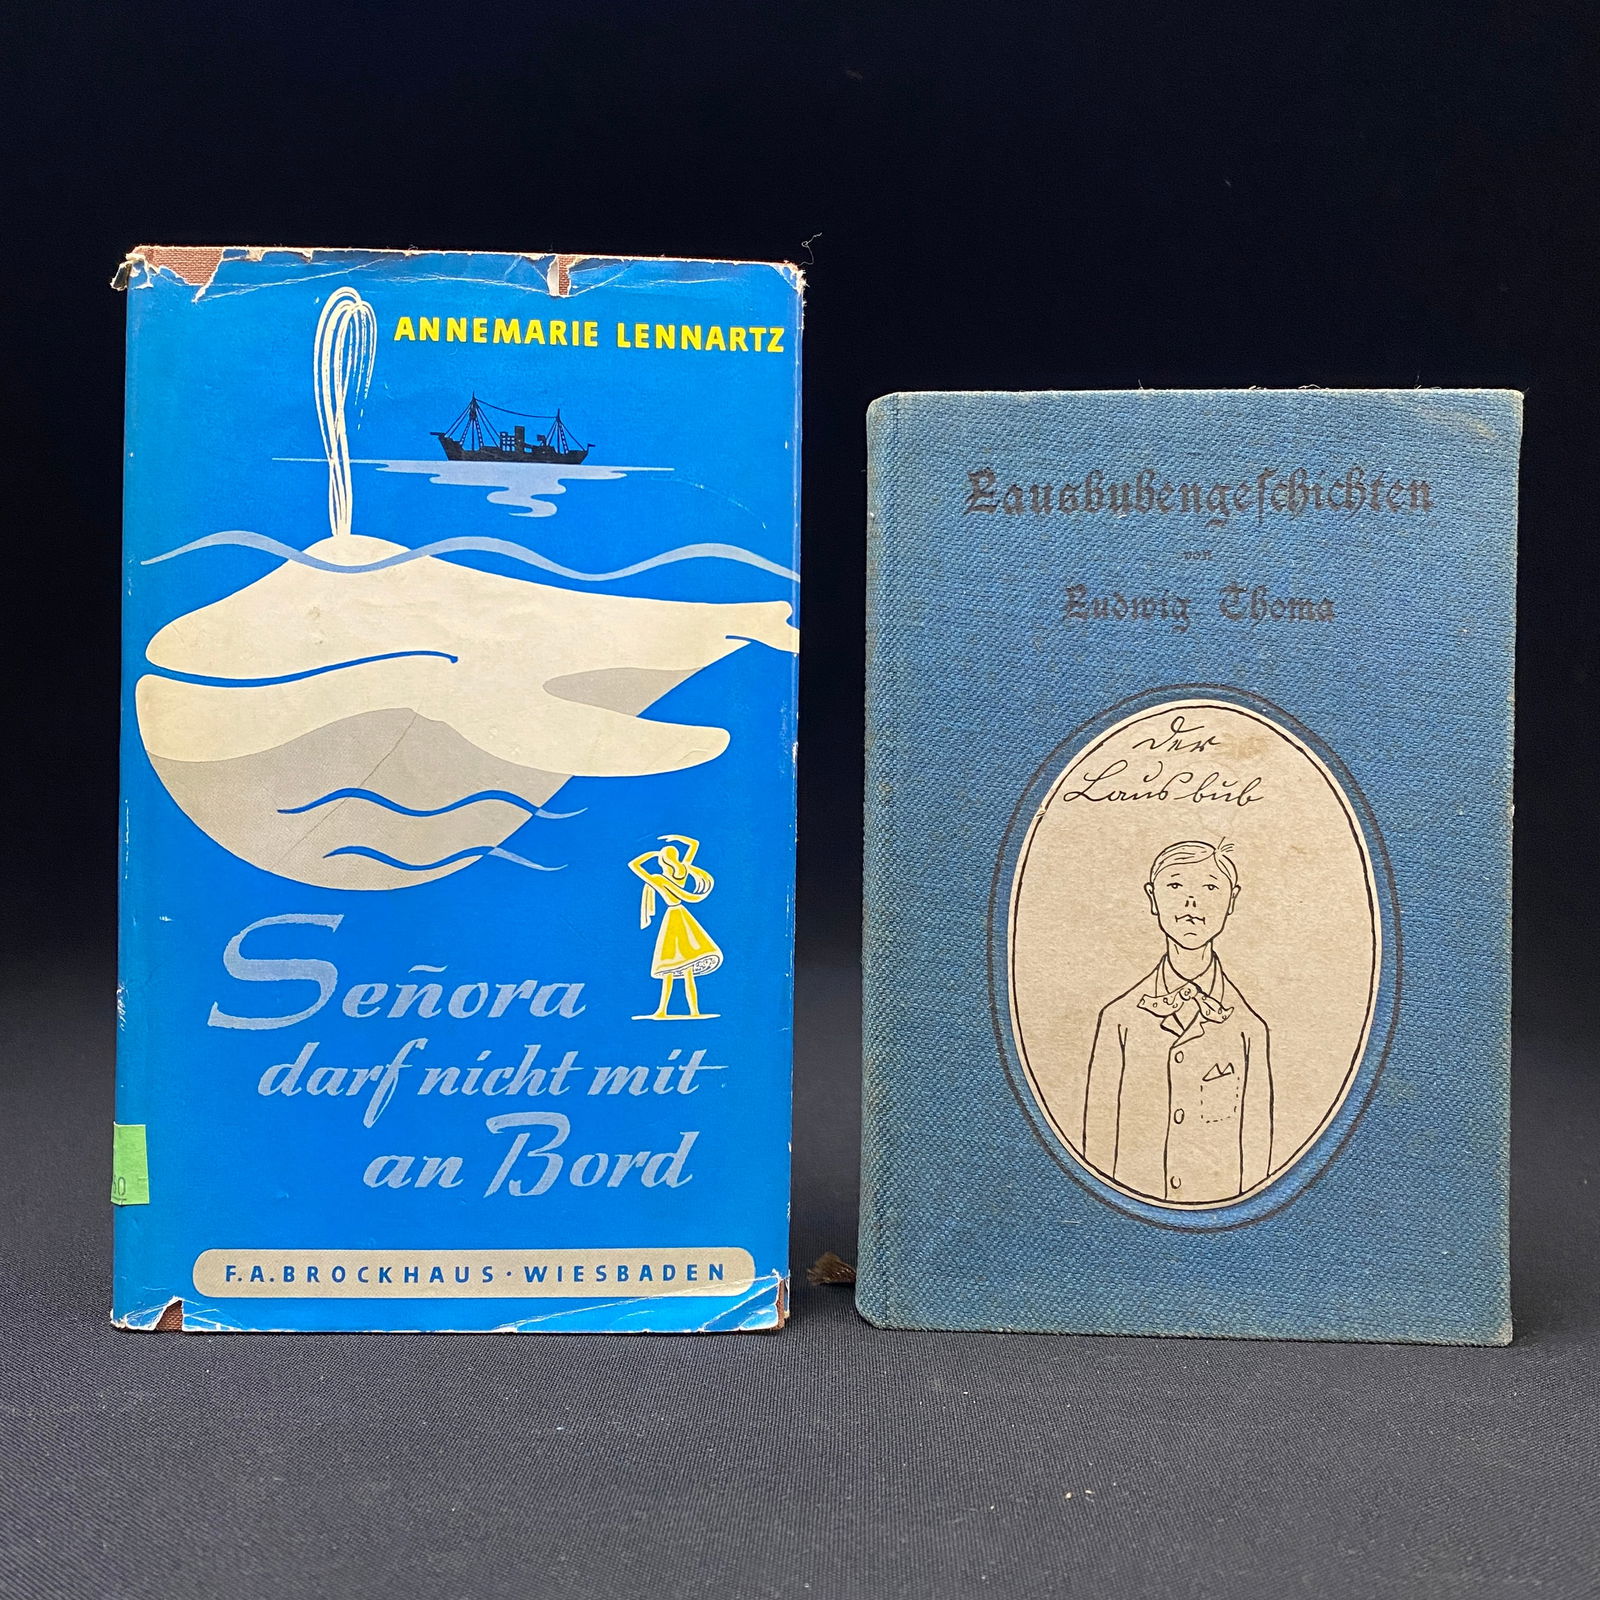 ANNEMARIE LENNARTZ
Señora
darf nicht mit
an Bord
F.A.BROCKHAUS · WIESBADEN
Lausbubengeſchichten
von
Ludwig Thoma
Der
Lausbub